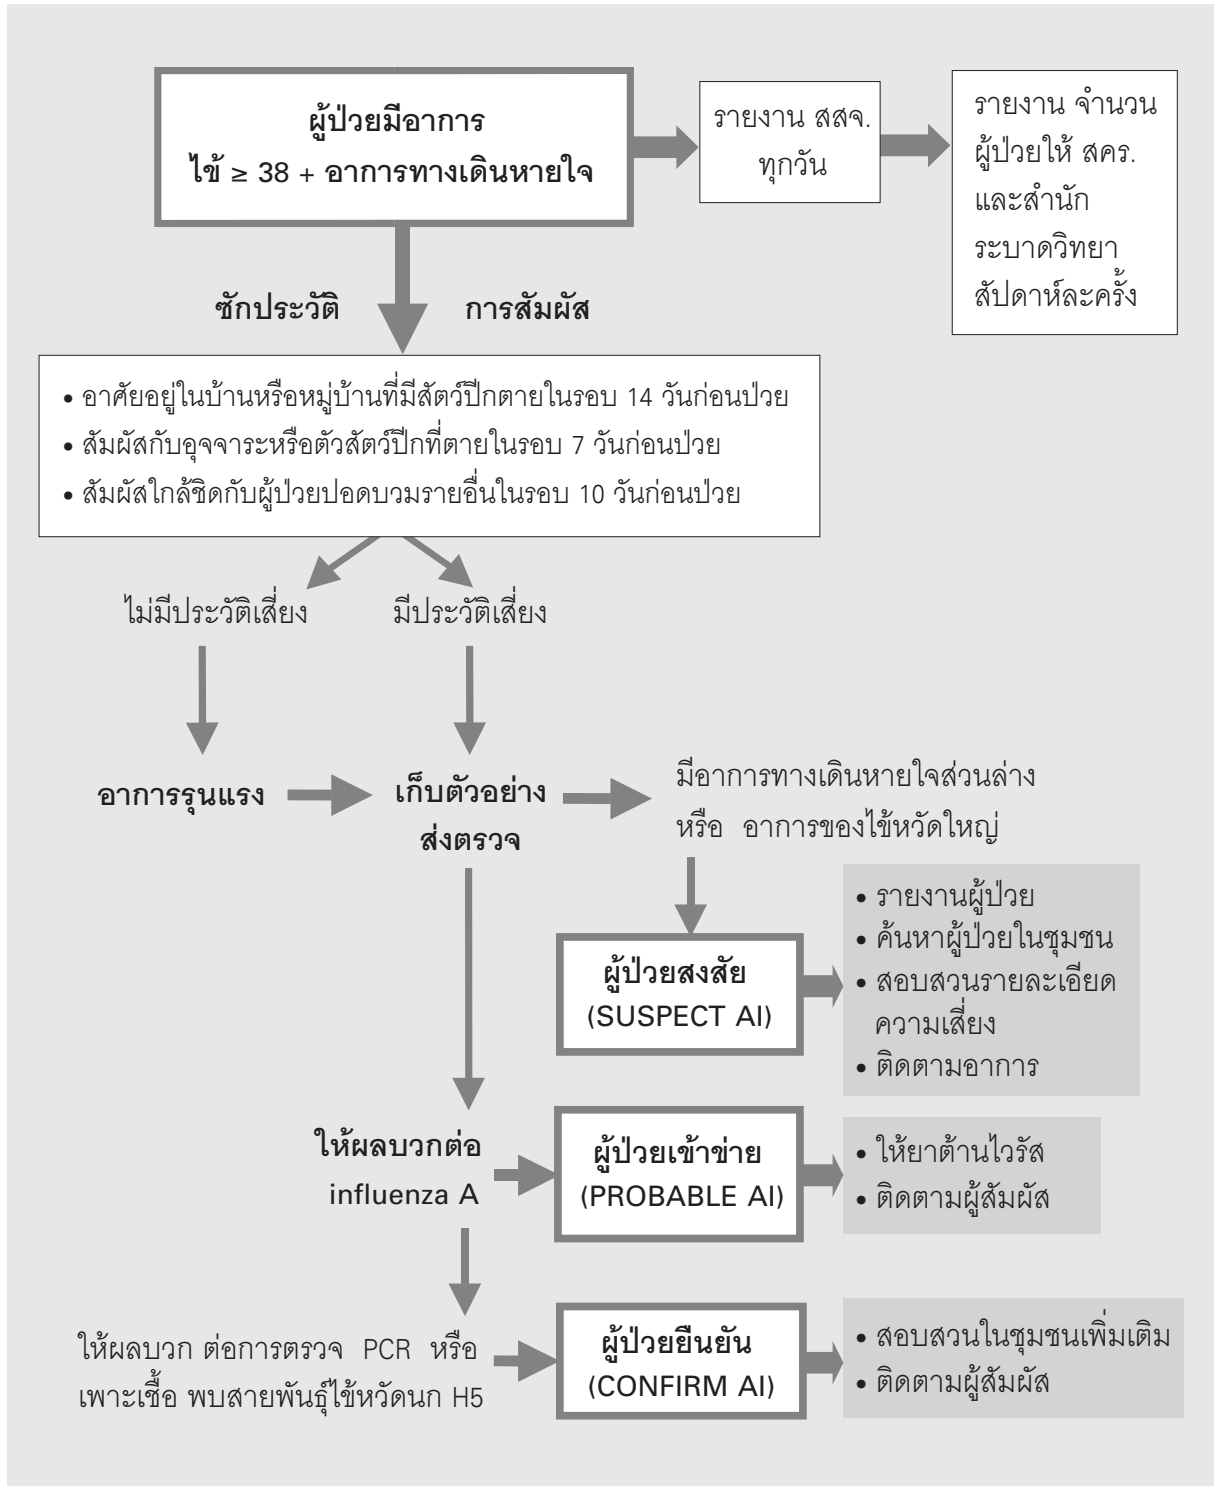 ผู้ป่วยมีอาการ
ไข้ ≥ 38 + อาการทางเดินหายใจ
รายงาน สสจ.
ทุกวัน
รายงาน จำนวน
ผู้ป่วยให้ สคร.
และสำนัก
ระบาดวิทยา
สัปดาห์ละครั้ง
ซักประวัติ การสัมผัส
• อาศัยอยู่ในบ้านหรือหมู่บ้านที่มีสัตว์ปีกตายในรอบ 14 วันก่อนป่วย
• สัมผัสกับอุจจาระหรือตัวสัตว์ปีกที่ตายในรอบ 7 วันก่อนป่วย
• สัมผัสใกล้ชิดกับผู้ป่วยปอดบวมรายอื่นในรอบ 10 วันก่อนป่วย
ไม่มีประวัติเสี่ยง มีประวัติเสี่ยง
อาการรุนแรง
เก็บตัวอย่าง
ส่งตรวจ
มีอาการทางเดินหายใจส่วนล่าง
หรือ อาการของไข้หวัดใหญ่
ผู้ป่วยสงสัย
(SUSPECT AI)
• รายงานผู้ป่วย
• ค้นหาผู้ป่วยในชุมชน
• สอบสวนรายละเอียด
ความเสี่ยง
• ติดตามอาการ
ให้ผลบวกต่อ
influenza A
ผู้ป่วยเข้าข่าย
(PROBABLE AI)
• ให้ยาต้านไวรัส
• ติดตามผู้สัมผัส
ให้ผลบวก ต่อการตรวจ PCR หรือ
เพาะเชื้อ พบสายพันธุ์ไข้หวัดนก H5
ผู้ป่วยยืนยัน
(CONFIRM AI)
• สอบสวนในชุมชนเพิ่มเติม
• ติดตามผู้สัมผัส